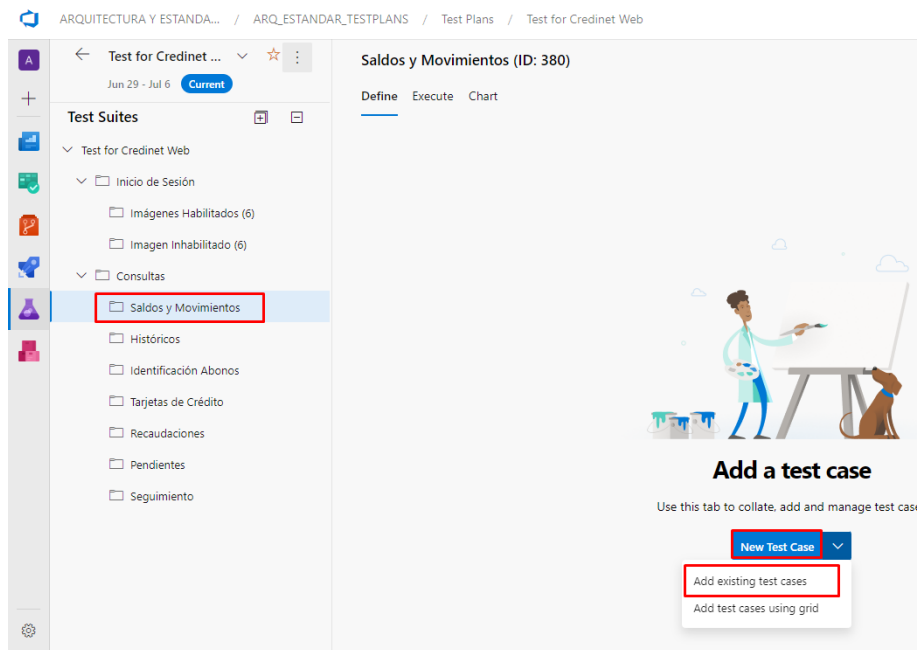 ARQUITECTURA Y ESTANDA... / ARQ_ESTANDAR_TESTPLANS / Test Plans / Test for Credinet Web
A
Test for Credinet ...
Jun 29 - Jul 6 Current
Test Suites
Test for Credinet Web
Inicio de Sesión
Imágenes Habilitados (6)
Imagen Inhabilitado (6)
Consultas
Saldos y Movimientos
Históricos
Identificación Abonos
Tarjetas de Crédito
Recaudaciones
Pendientes
Seguimiento
Saldos y Movimientos (ID: 380)
Define Execute Chart
Add a test case
Use this tab to collate, add and manage test case
New Test Case
Add existing test cases
Add test cases using grid